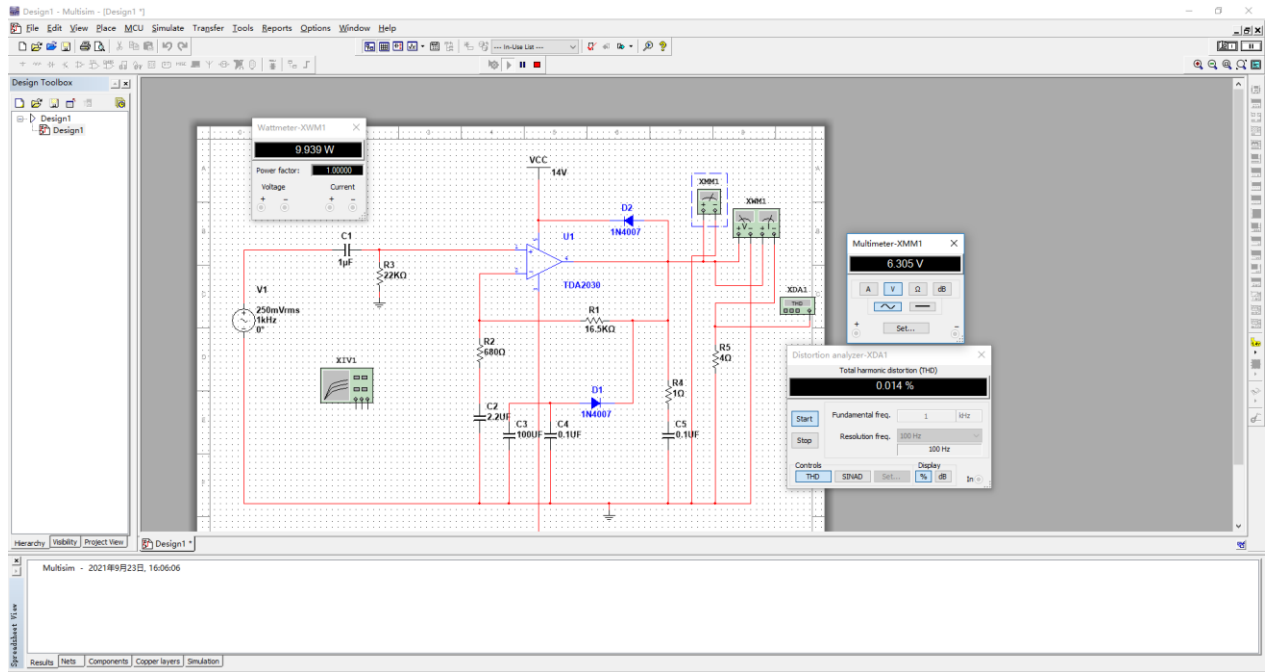 Design1 - Multisim - [Design1 *]
File Edit View Place MCU Simulate Transfer Tools Reports Options Window Help
--- In-Use List ---
Design Toolbox
Design1
Design1
Wattmeter-XWM1
9.939 W
Power factor: 1.00000
Voltage Current
+ - + -
VCC
14V
XMM1
XWM1
D2
1N4007
C1
1µF
R3
22KΩ
U1
TDA2030
V1
250mVrms
1kHz
0°
R1
16.5KΩ
R2
680Ω
XIV1
C2
2.2UF
C3
100UF
C4
0.1UF
D1
1N4007
R4
1Ω
C5
0.1UF
R5
4Ω
XDA1
THD
Multimeter-XMM1
6.305 V
A V Ω dB
Set...
+ -
Distortion analyzer-XDA1
Total harmonic distortion (THD)
0.014 %
Start
Fundamental freq. 1 kHz
Stop
Resolution freq. 100 Hz
100 Hz
Controls Display
THD SINAD Set... % dB In
Hierarchy Visibility Project View
Design1 *
Multisim - 2021年9月23日, 16:06:06
Spreadsheet View
Results Nets Components Copper layers Simulation